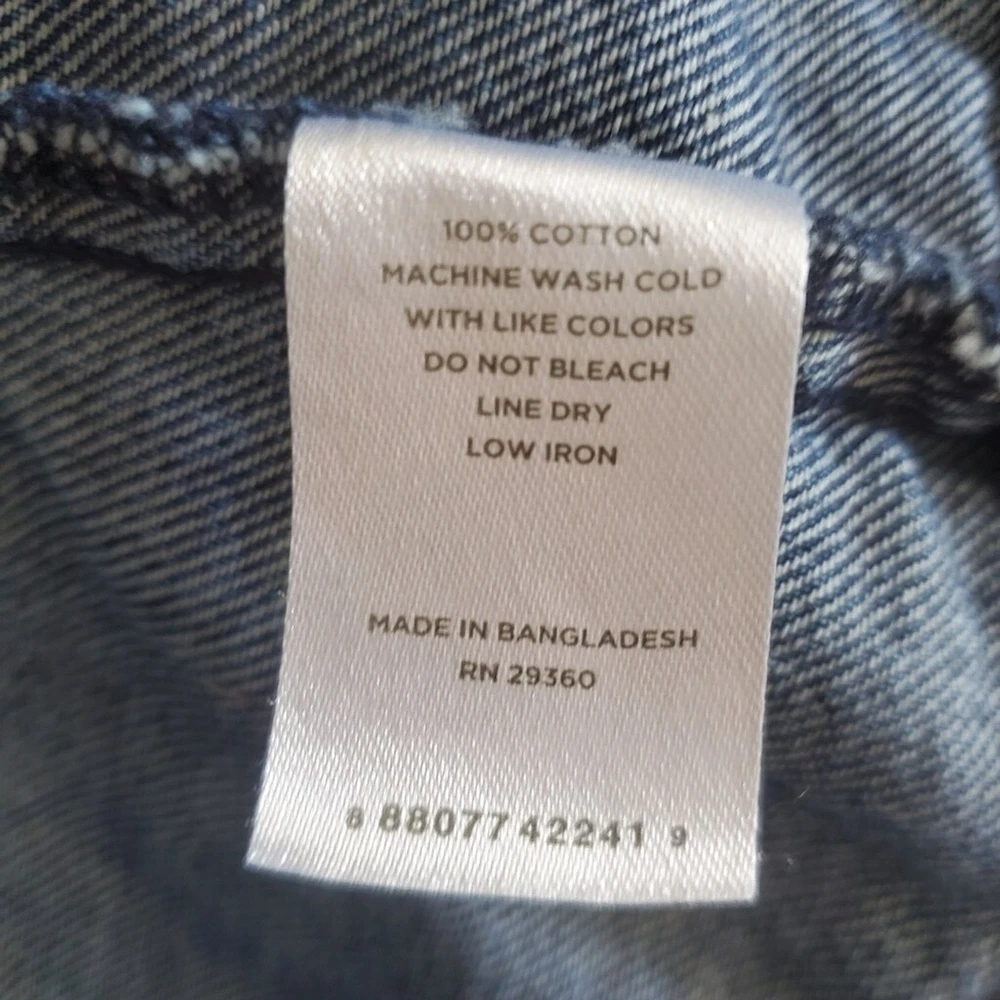 100% COTTON
MACHINE WASH COLD
WITH LIKE COLORS
DO NOT BLEACH
LINE DRY
LOW IRON
MADE IN BANGLADESH
RN 29360
8 88077 42241 9